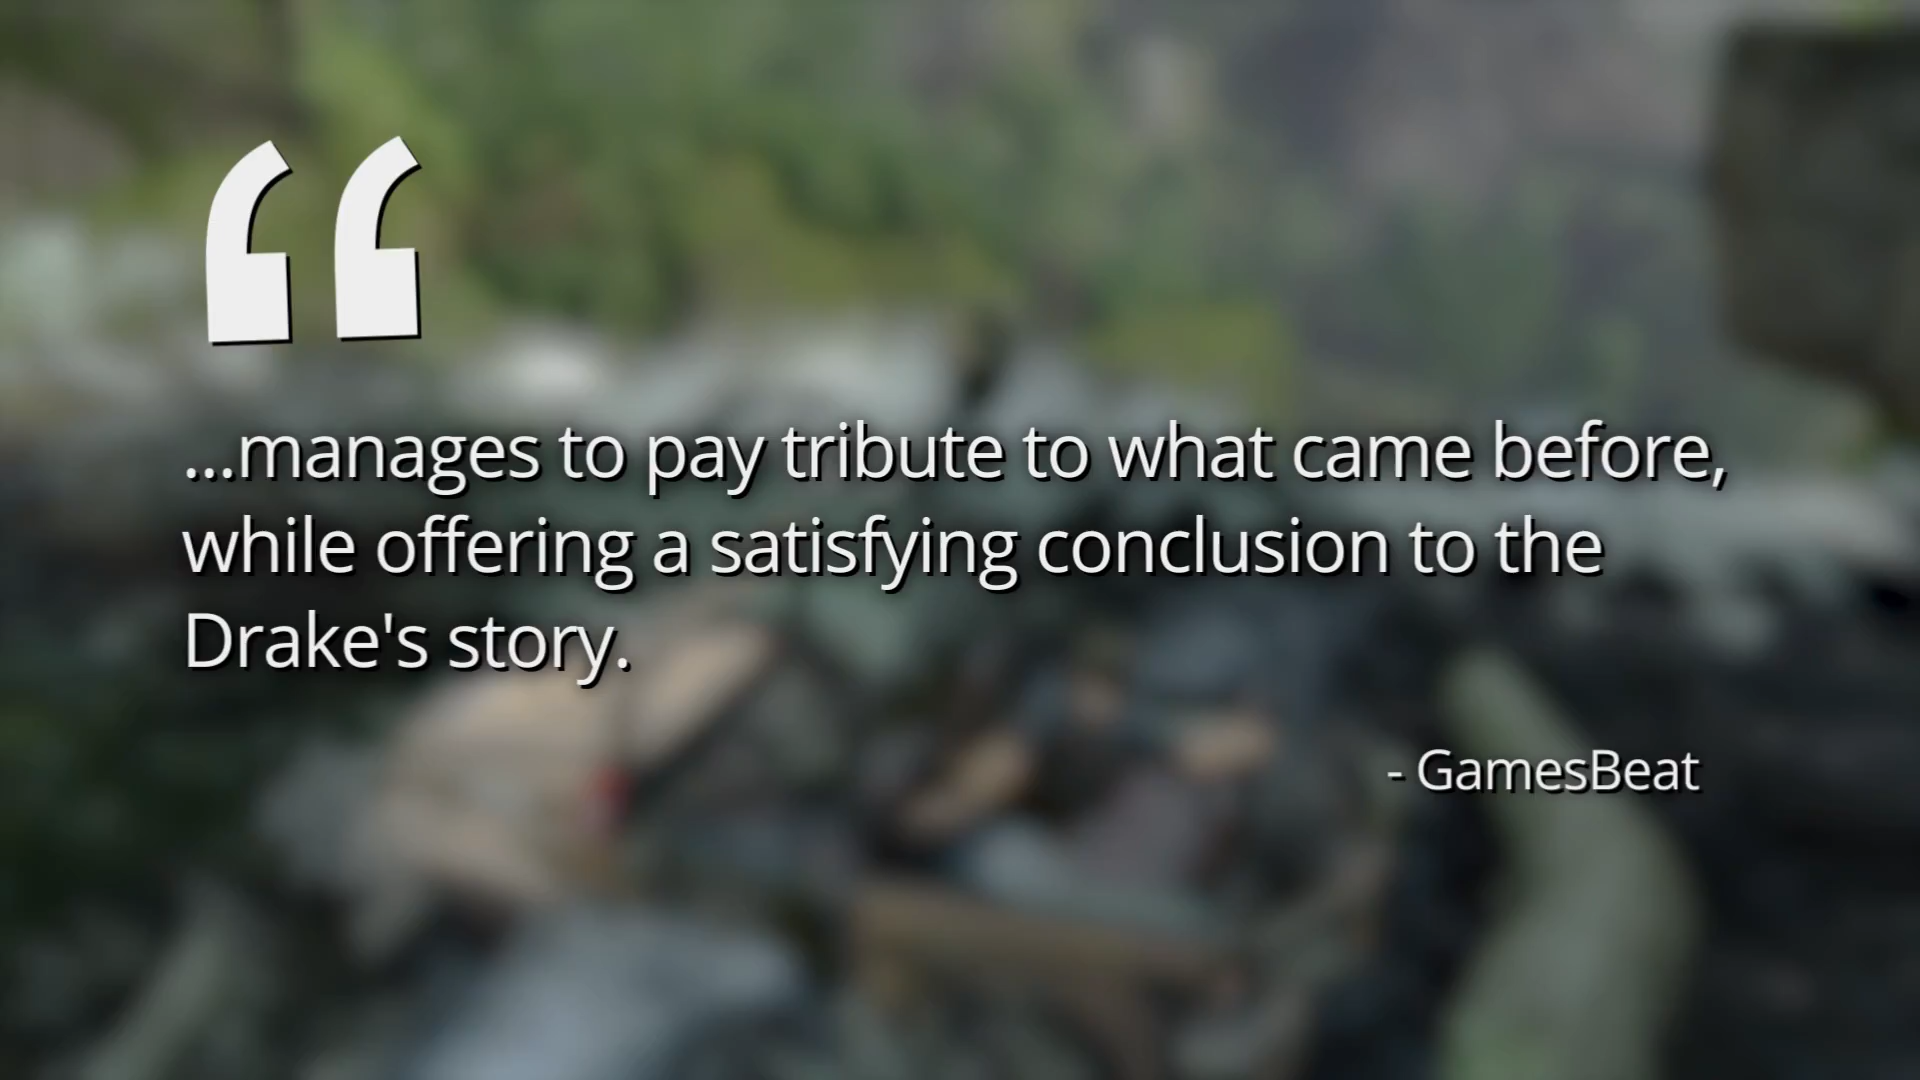 “
...manages to pay tribute to what came before,
while offering a satisfying conclusion to the
Drake's story.
- GamesBeat